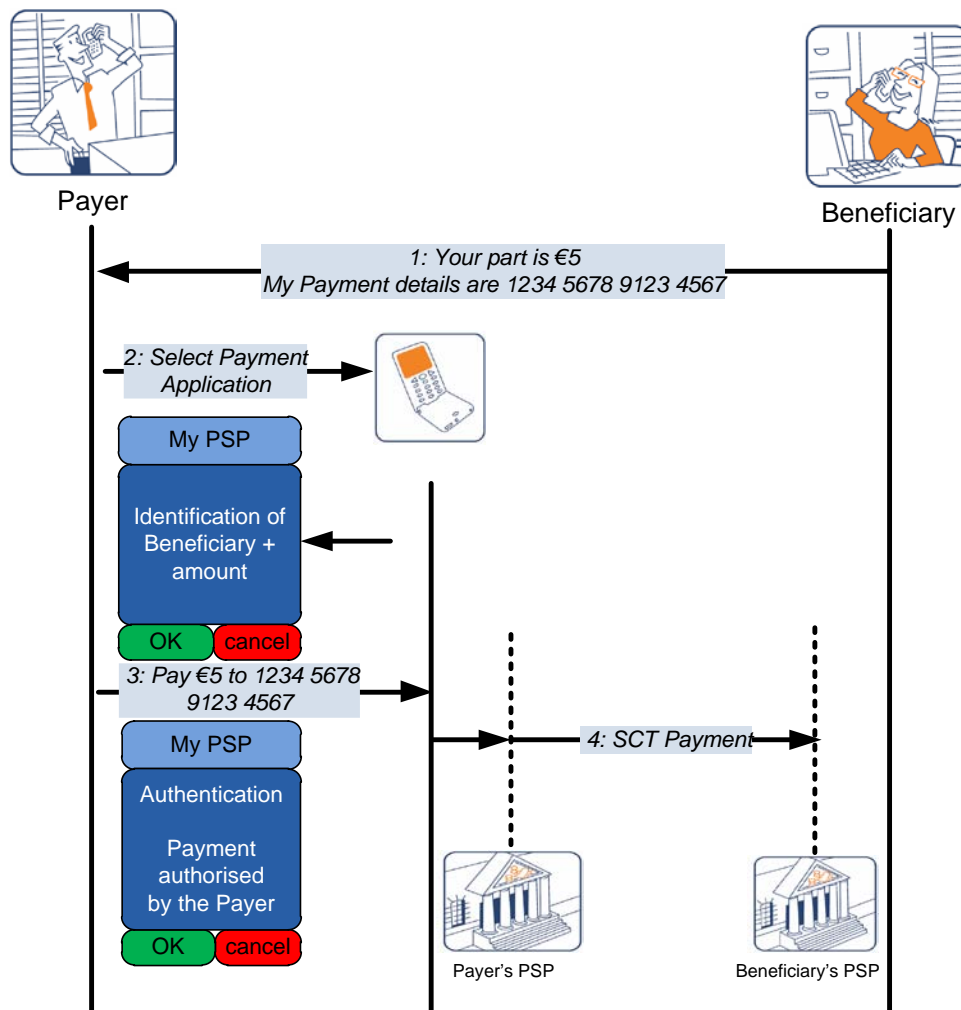 Payer
Beneficiary
1: Your part is €5
My Payment details are 1234 5678 9123 4567
2: Select Payment
Application
My PSP
Identification of
Beneficiary +
amount
OK
cancel
3: Pay €5 to 1234 5678
9123 4567
My PSP
4: SCT Payment
Authentication
Payment
authorised
by the Payer
OK
cancel
Payer's PSP
Beneficiary's PSP